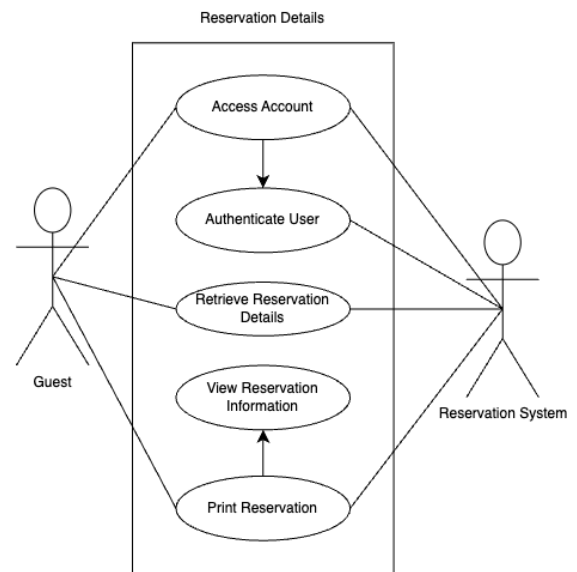 Reservation Details
Access Account
Authenticate User
Retrieve Reservation
Details
View Reservation
Information
Guest
Reservation System
Print Reservation